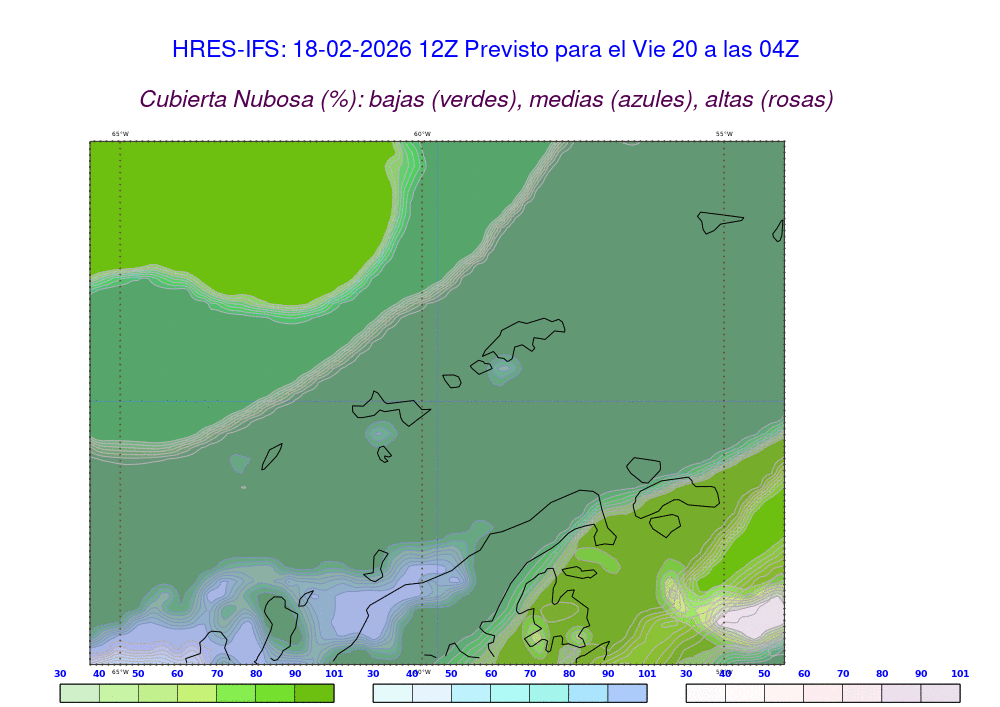 HRES-IFS: 18-02-2026 12Z Previsto para el Vie 20 a las 04Z
Cubierta Nubosa (%): bajas (verdes), medias (azules), altas (rosas)
65°W 60°W 55°W
30 40 50 60 70 80 90 101 30 40 50 60 70 80 90 101 30 40 50 60 70 80 90 101
65°W 60°W